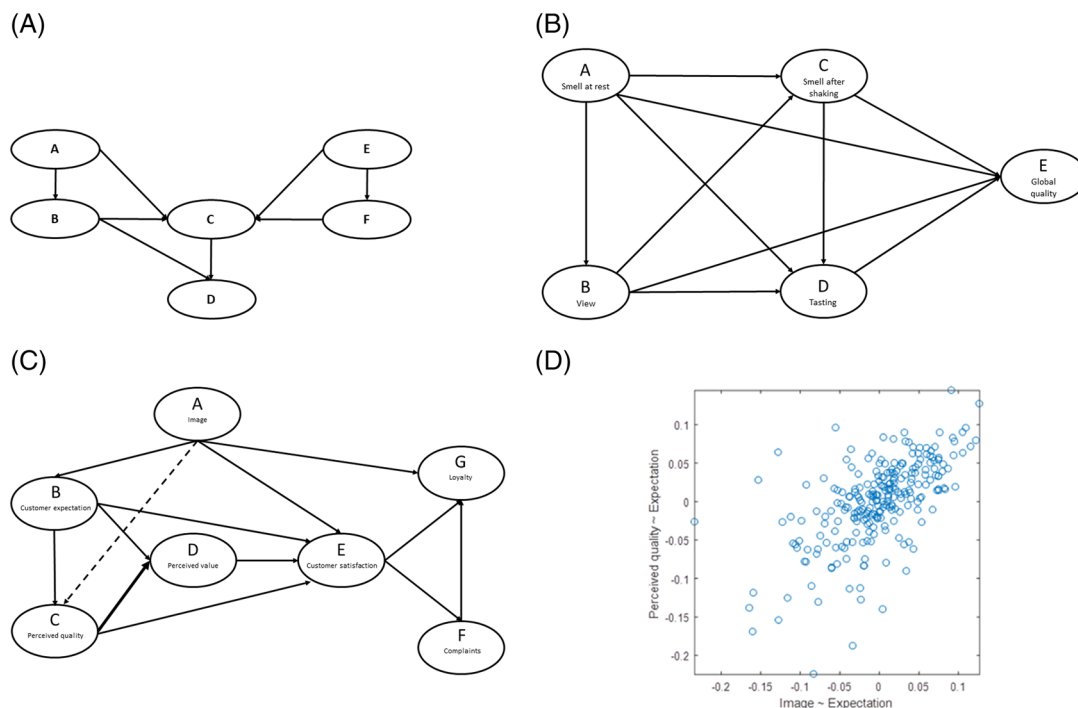 (A)
A
E
B
C
F
D
(B)
A
Smell at rest
C
Smell after
shaking
E
Global
quality
B
View
D
Tasting
(C)
A
Image
G
Loyalty
B
Customer expectation
D
Perceived value
E
Customer satisfaction
C
Perceived quality
F
Complaints
(D)
0.1
0.05
0
-0.05
-0.1
-0.15
-0.2
Perceived quality ~ Expectation
-0.2
-0.15
-0.1
-0.05
0
0.05
0.1
Image ~ Expectation